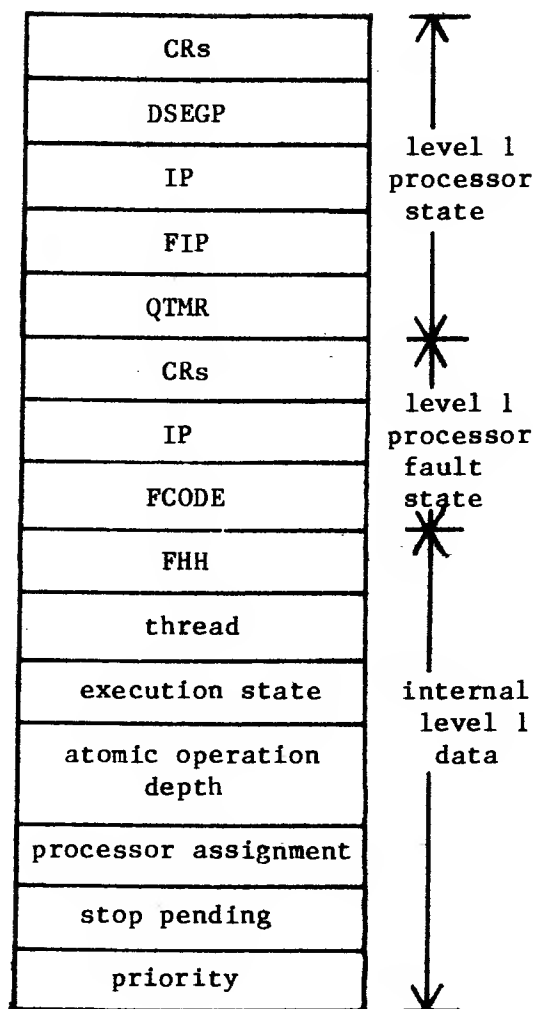 CRs
DSEGP
IP
FIP
QTMR
CRs
IP
FCODE
FHH
thread
execution state
atomic operation
depth
processor assignment
stop pending
priority
level 1
processor
state
level 1
processor
fault
state
internal
level 1
data